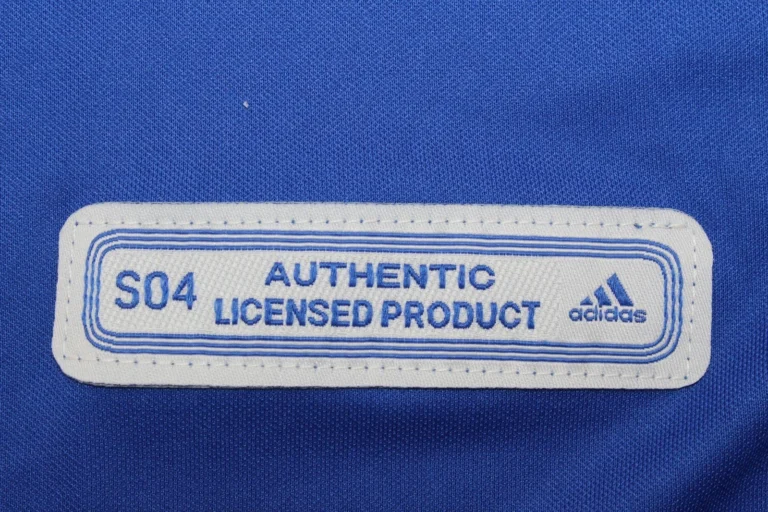 S04
AUTHENTIC
LICENSED PRODUCT
adidas